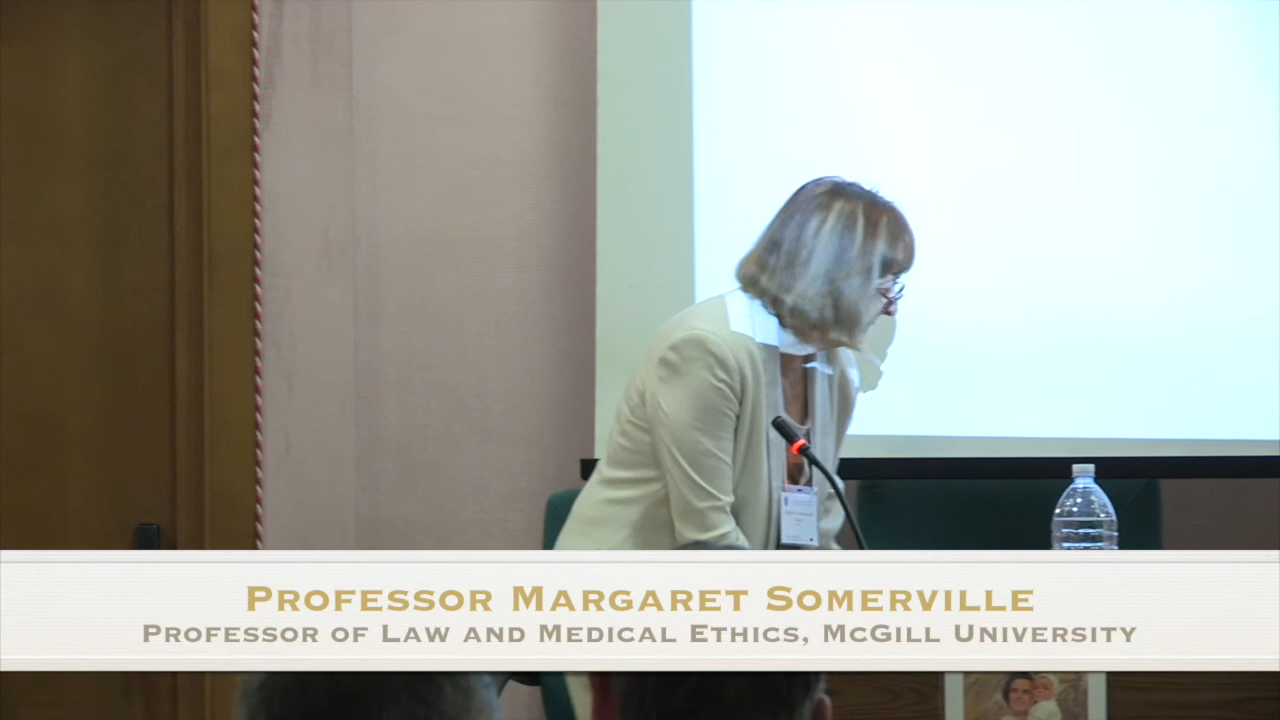 Professor Margaret Somerville
Professor of Law and Medical Ethics, McGill University